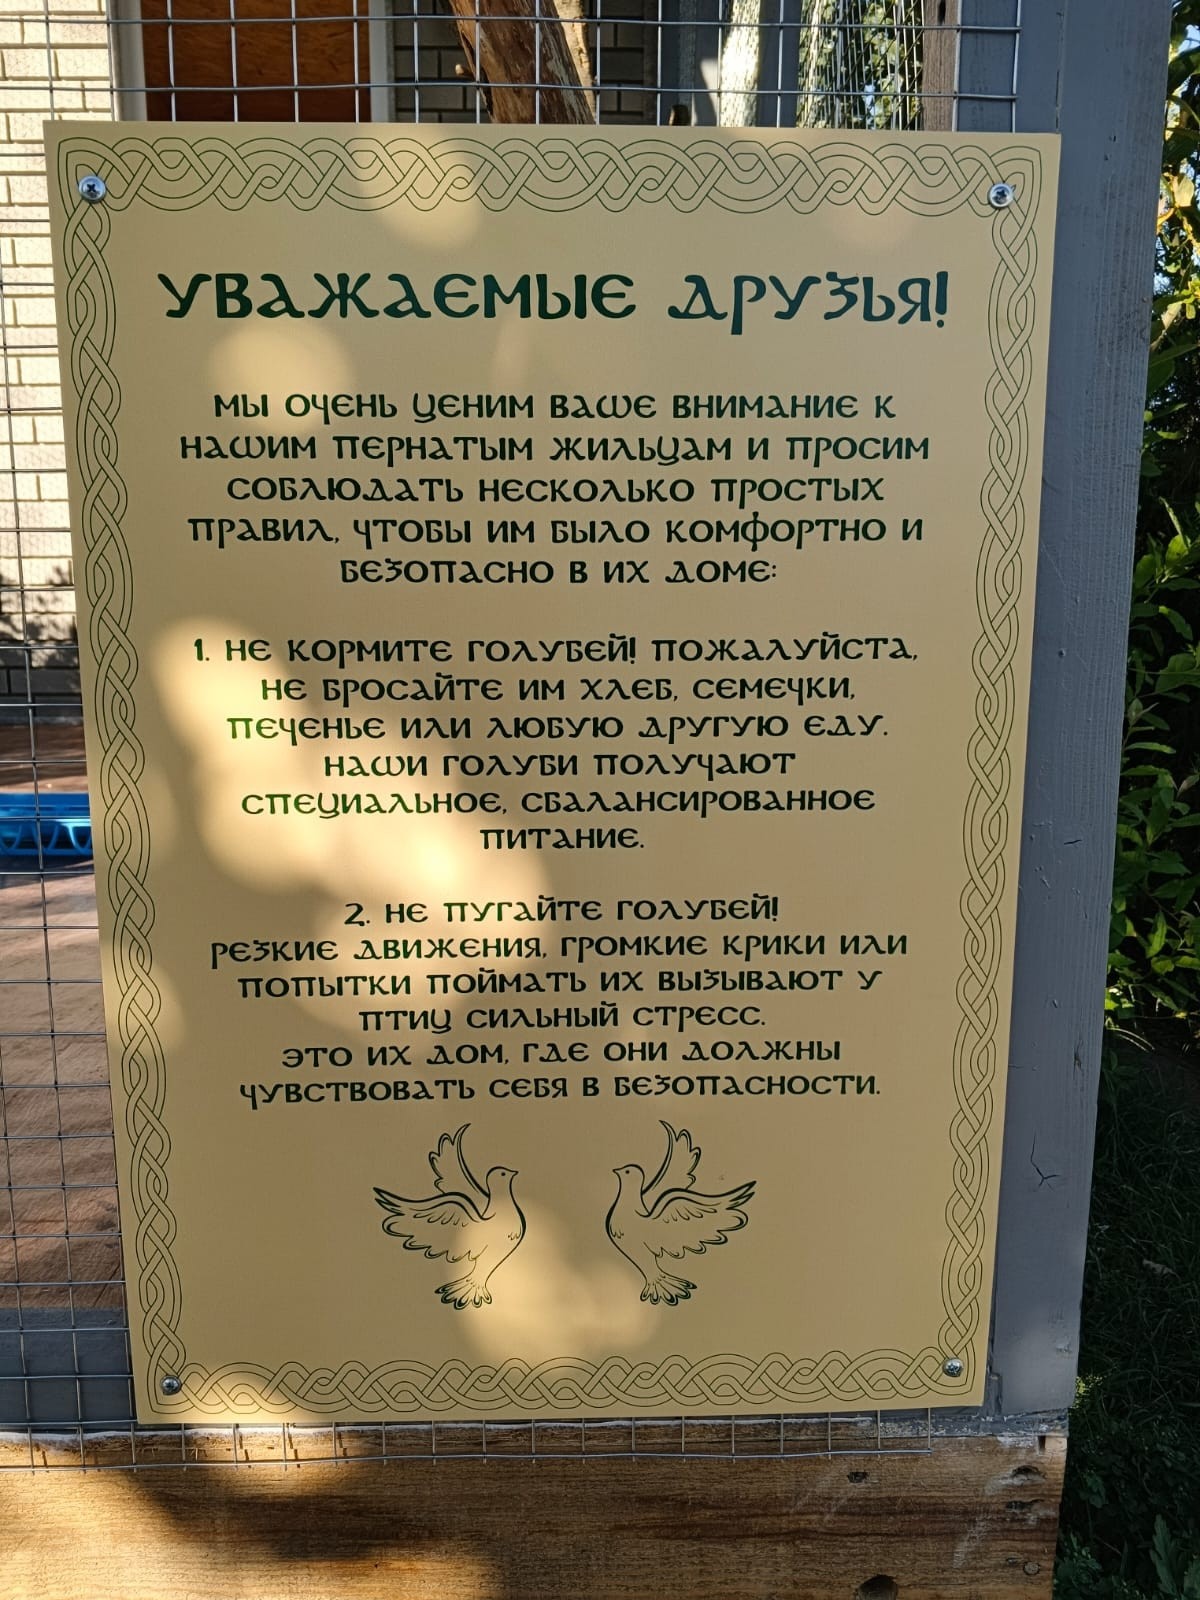 УВАЖАЕМЫЕ ДРУЗЬЯ!
МЫ ОЧЕНЬ ЦЕНИМ ВАШЕ ВНИМАНИЕ К
НАШИМ ПЕРНАТЫМ ЖИЛЬЦАМ И ПРОСИМ
СОБЛЮДАТЬ НЕСКОЛЬКО ПРОСТЫХ
ПРАВИЛ, ЧТОБЫ ИМ БЫЛО КОМФОРТНО И
БЕЗОПАСНО В ИХ ДОМЕ:
1. НЕ КОРМИТЕ ГОЛУБЕЙ! ПОЖАЛУЙСТА,
НЕ БРОСАЙТЕ ИМ ХЛЕБ, СЕМЕЧКИ,
ПЕЧЕНЬЕ ИЛИ ЛЮБУЮ ДРУГУЮ ЕДУ.
НАШИ ГОЛУБИ ПОЛУЧАЮТ
СПЕЦИАЛЬНОЕ, СБАЛАНСИРОВАННОЕ
ПИТАНИЕ.
2. НЕ ПУГАЙТЕ ГОЛУБЕЙ!
РЕЗКИЕ ДВИЖЕНИЯ, ГРОМКИЕ КРИКИ ИЛИ
ПОПЫТКИ ПОЙМАТЬ ИХ ВЫЗЫВАЮТ У
ПТИЦ СИЛЬНЫЙ СТРЕСС.
ЭТО ИХ ДОМ, ГДЕ ОНИ ДОЛЖНЫ
ЧУВСТВОВАТЬ СЕБЯ В БЕЗОПАСНОСТИ.